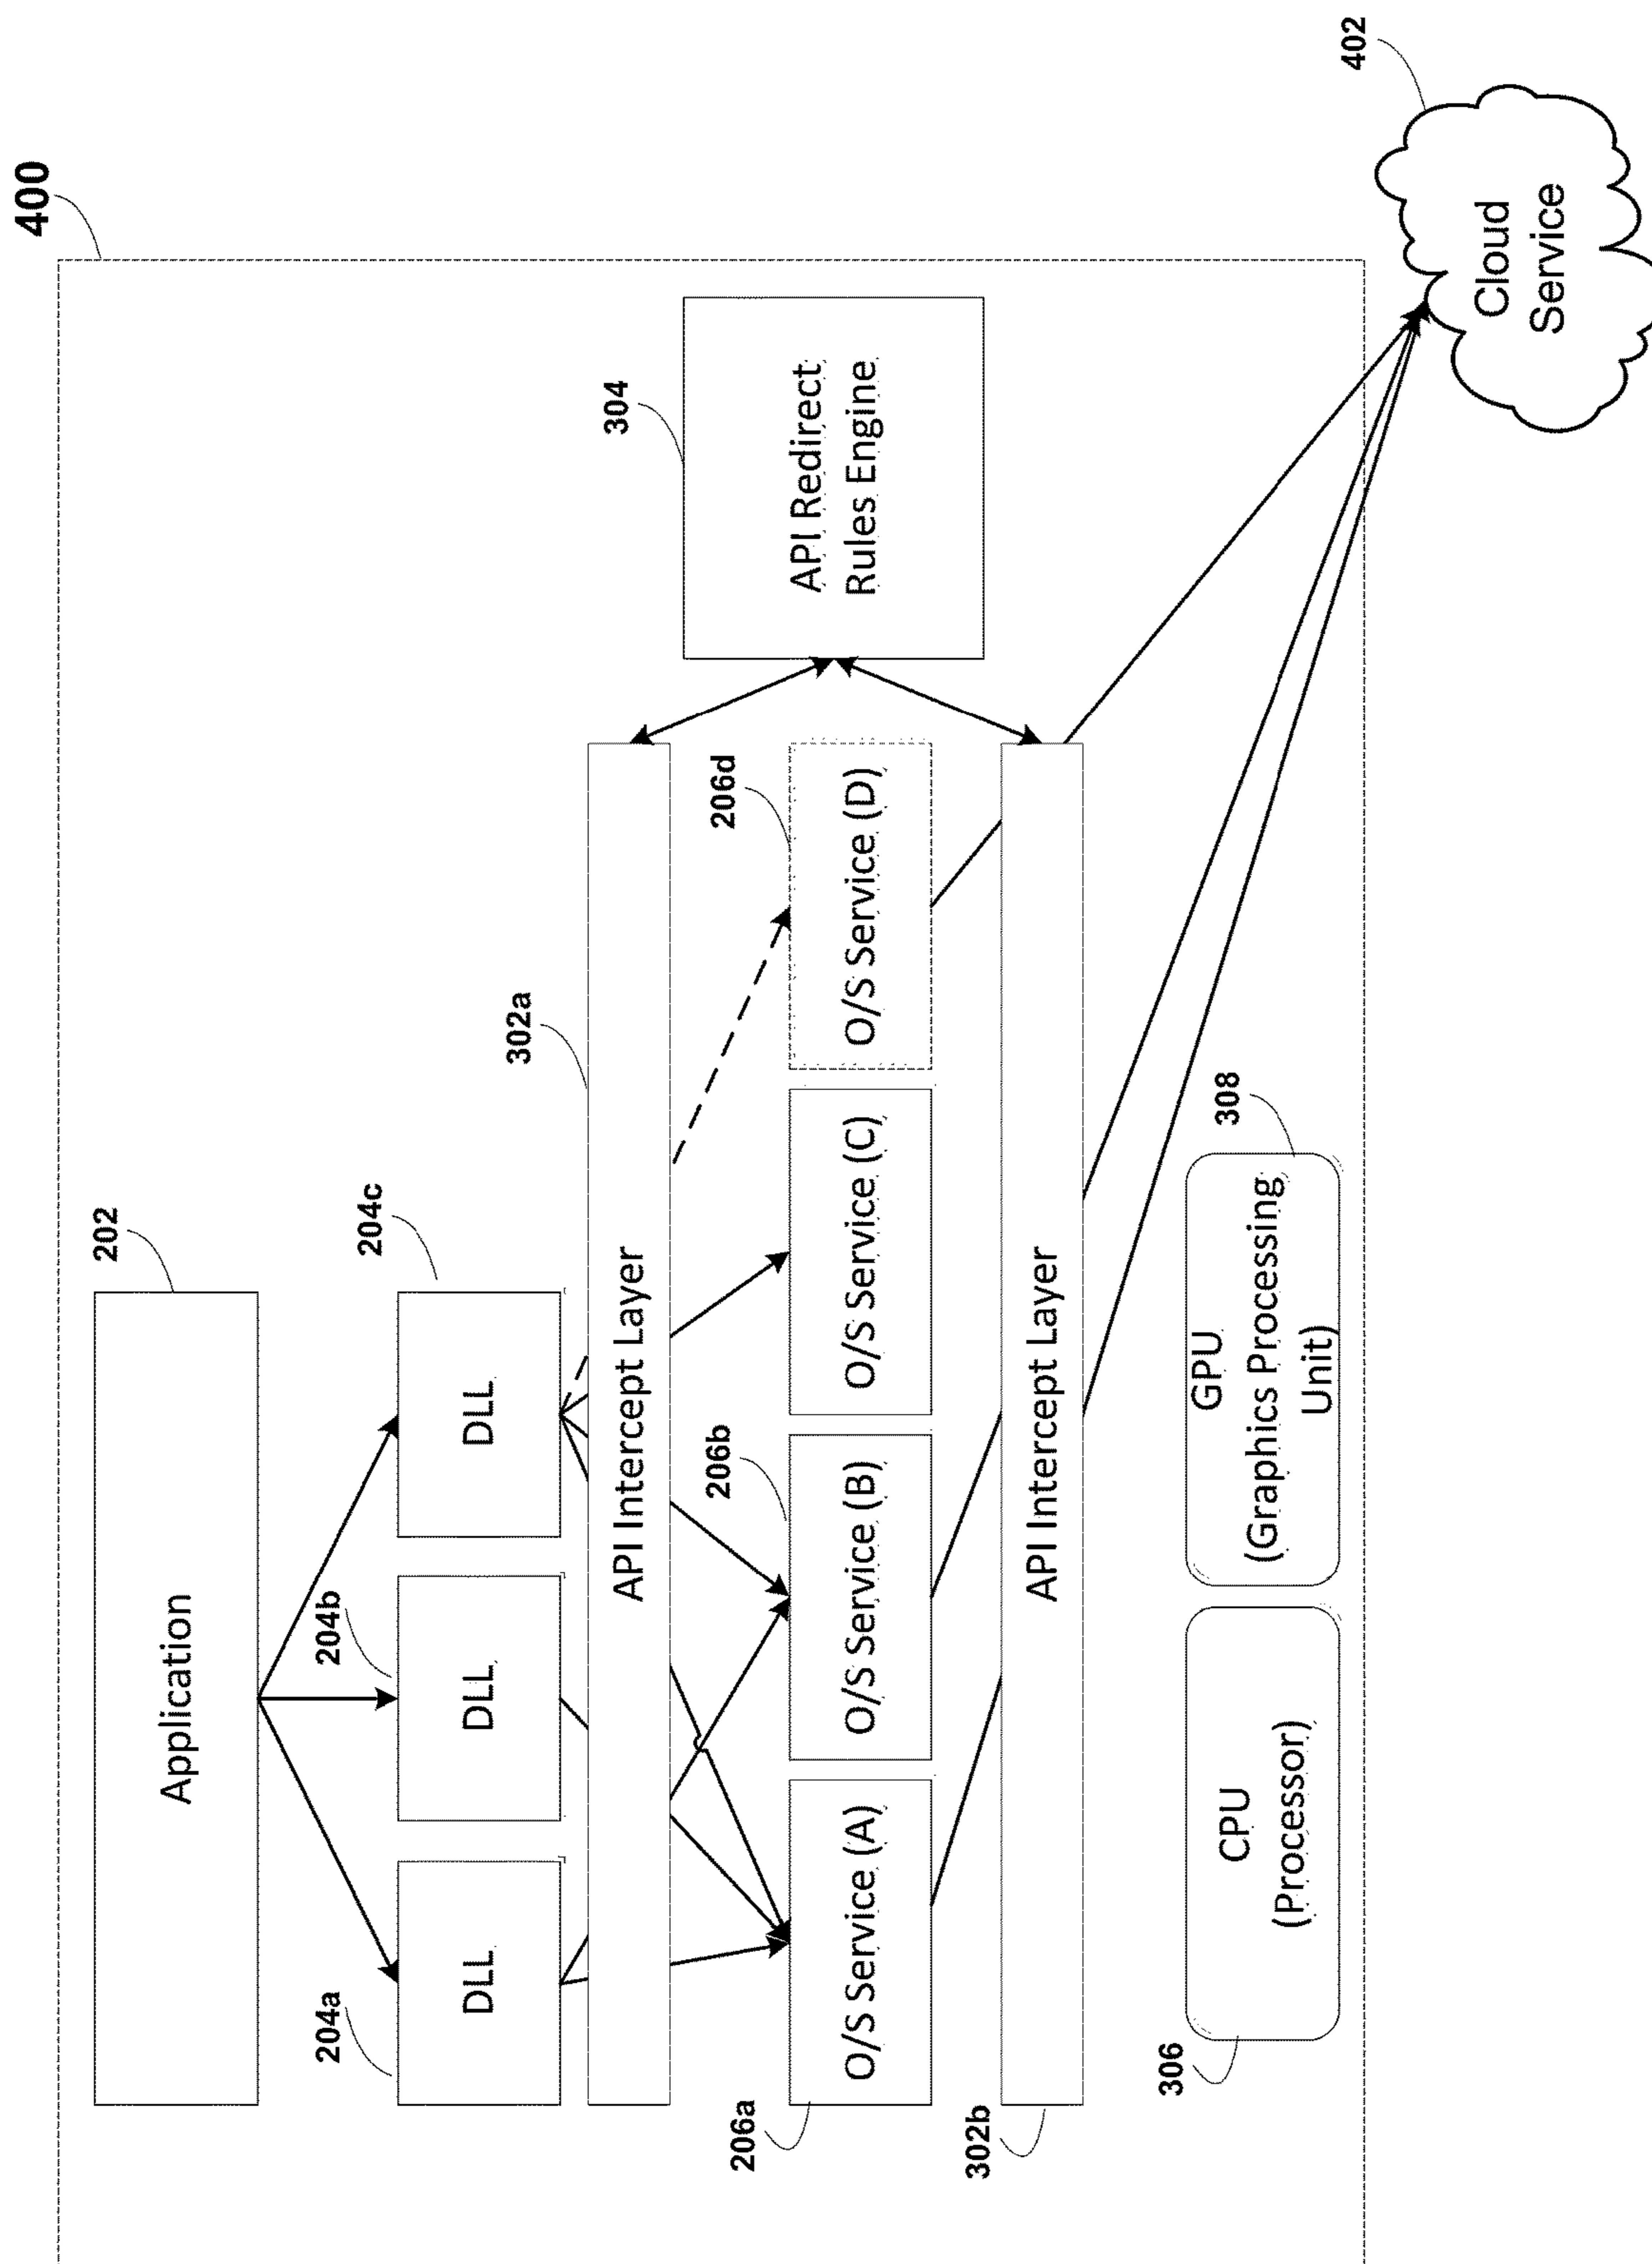 400
202
Application
204a
204b
204c
DLL
DLL
DLL
302a
API Intercept Layer
304
API Redirect
Rules Engine
206a
206b
206d
O/S Service (A)
O/S Service (B)
O/S Service (C)
O/S Service (D)
302b
API Intercept Layer
306
CPU
(Processor)
308
GPU
(Graphics Processing
Unit)
402
Cloud
Service